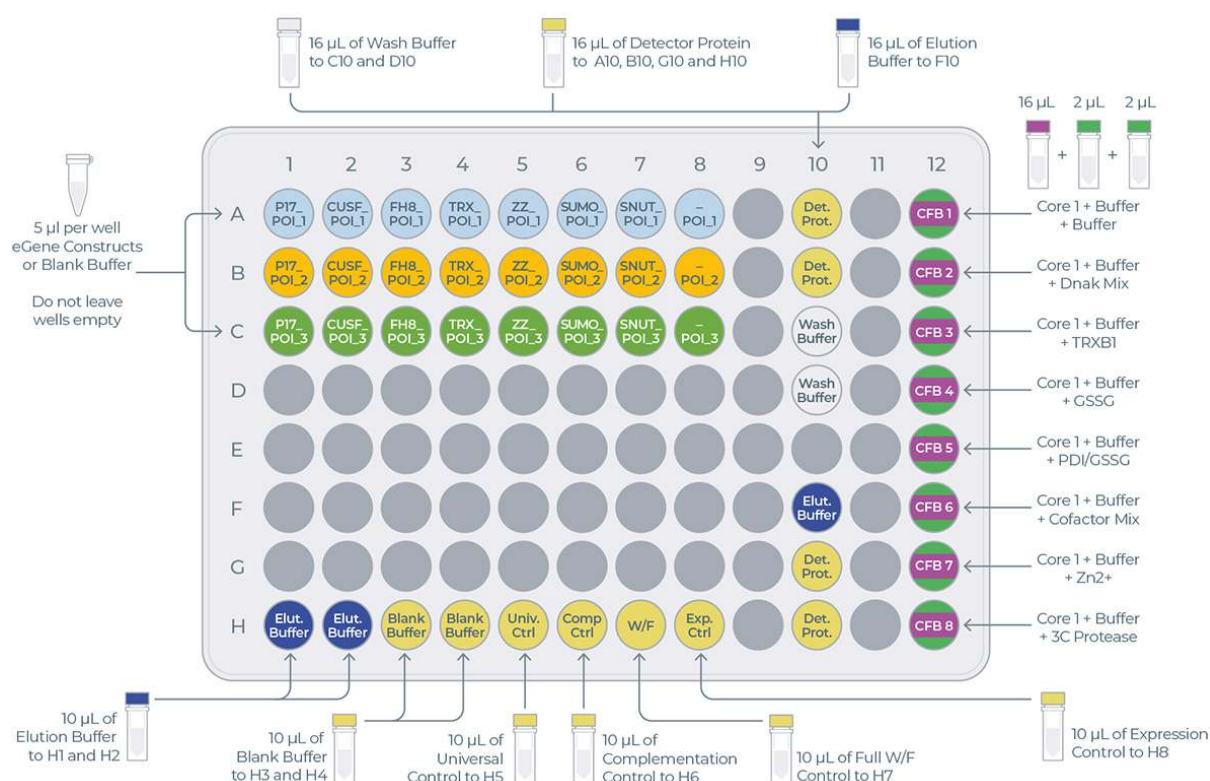 16 µL of Wash Buffer
to C10 and D10
16 µL of Detector Protein
to A10, B10, G10 and H10
16 µL of Elution
Buffer to F10
16 µL 2 µL 2 µL
+ +
1 2 3 4 5 6 7 8 9 10 11 12
5 µl per well
eGene Constructs
or Blank Buffer
Do not leave
wells empty
A
P17_
POI_1
CUSF_
POI_1
FH8_
POI_1
TRX_
POI_1
ZZ_
POI_1
SUMO_
POI_1
SNUT_
POI_1
–
POI_1
Det.
Prot.
CFB 1
Core 1 + Buffer
+ Buffer
B
P17_
POI_2
CUSF_
POI_2
FH8_
POI_2
TRX_
POI_2
ZZ_
POI_2
SUMO_
POI_2
SNUT_
POI_2
–
POI_2
Det.
Prot.
CFB 2
Core 1 + Buffer
+ Dnak Mix
C
P17_
POI_3
CUSF_
POI_3
FH8_
POI_3
TRX_
POI_3
ZZ_
POI_3
SUMO_
POI_3
SNUT_
POI_3
–
POI_3
Wash
Buffer
CFB 3
Core 1 + Buffer
+ TRXB1
D
Wash
Buffer
CFB 4
Core 1 + Buffer
+ GSSG
E
CFB 5
Core 1 + Buffer
+ PDI/GSSG
F
Elut.
Buffer
CFB 6
Core 1 + Buffer
+ Cofactor Mix
G
Det.
Prot.
CFB 7
Core 1 + Buffer
+ Zn2+
H
Elut.
Buffer
Elut.
Buffer
Blank
Buffer
Blank
Buffer
Univ.
Ctrl
Comp
Ctrl
W/F
Exp.
Ctrl
Det.
Prot.
CFB 8
Core 1 + Buffer
+ 3C Protease
10 µL of
Elution Buffer
to H1 and H2
10 µL of
Blank Buffer
to H3 and H4
10 µL of
Universal
Control to H5
10 µL of
Complementation
Control to H6
10 µL of Full W/F
Control to H7
10 µL of Expression
Control to H8